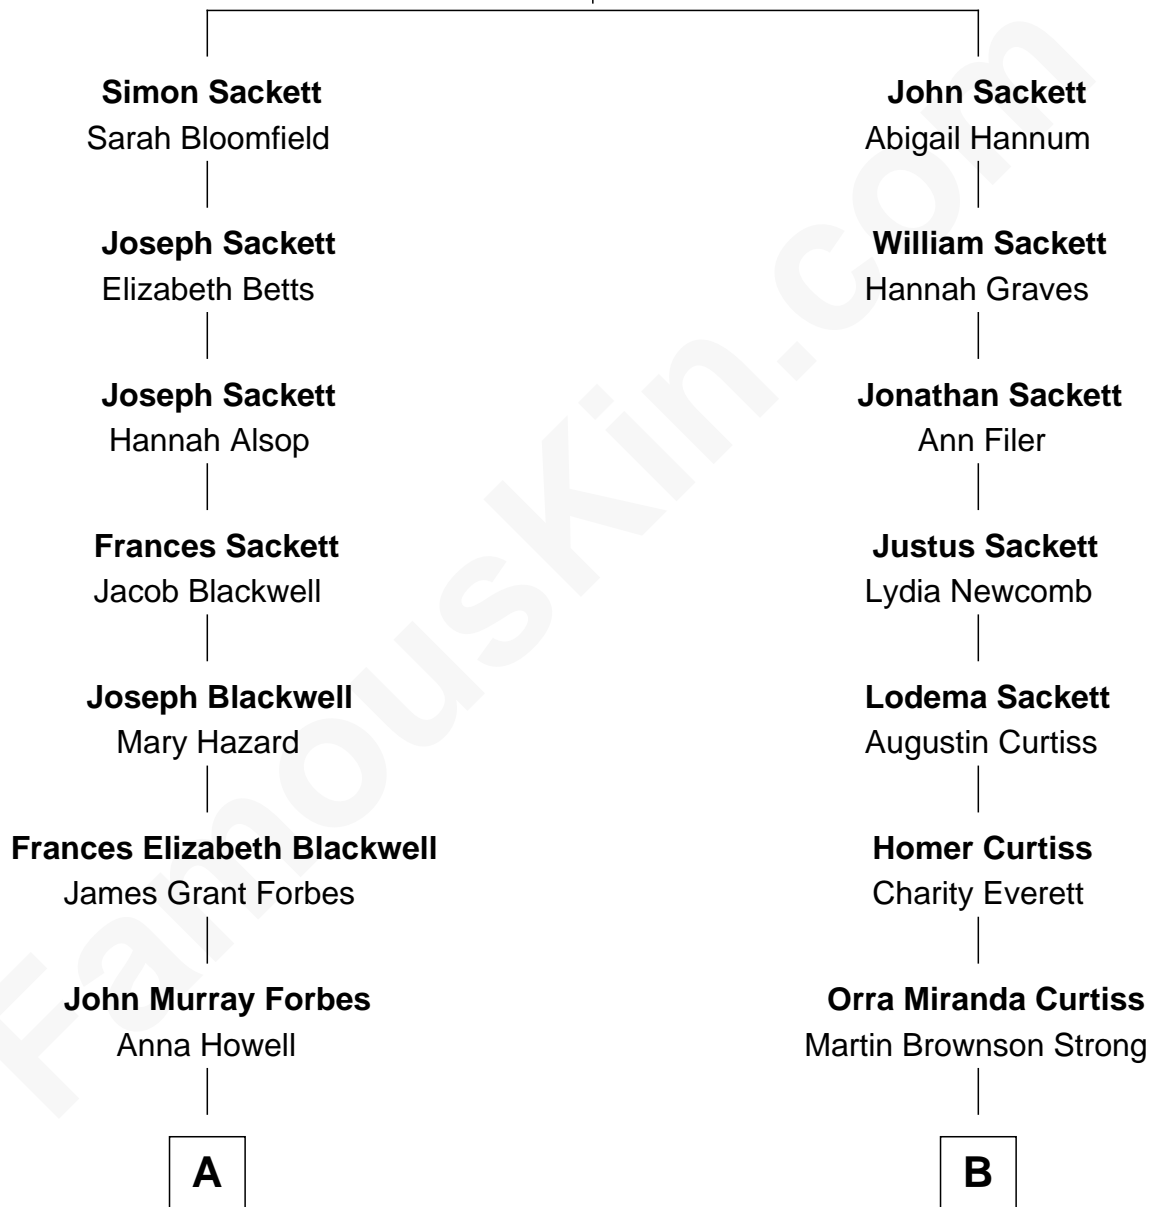 Simon Sackett
Sarah Bloomfield
Joseph Sackett
Elizabeth Betts
Joseph Sackett
Hannah Alsop
Frances Sackett
Jacob Blackwell
Joseph Blackwell
Mary Hazard
Frances Elizabeth Blackwell
James Grant Forbes
John Murray Forbes
Anna Howell
A
John Sackett
Abigail Hannum
William Sackett
Hannah Graves
Jonathan Sackett
Ann Filer
Justus Sackett
Lydia Newcomb
Lodema Sackett
Augustin Curtiss
Homer Curtiss
Charity Everett
Orra Miranda Curtiss
Martin Brownson Strong
B
FamousKin.com